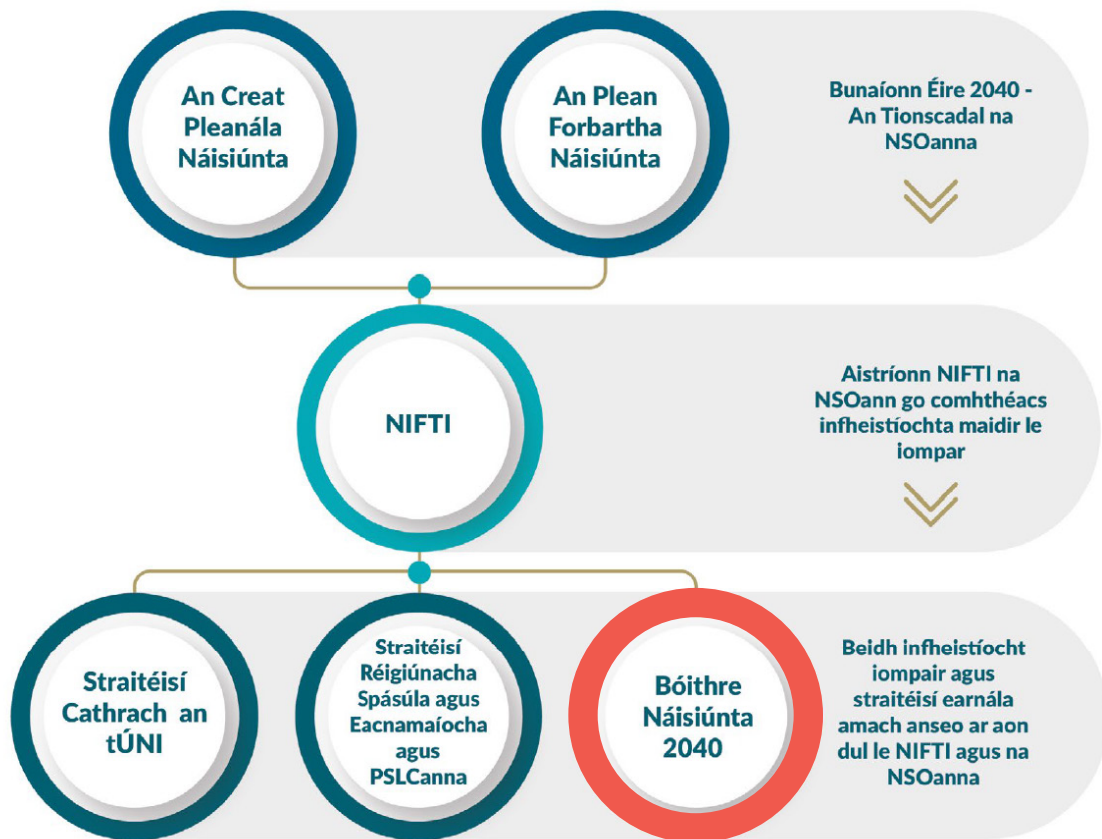 An Creat
Pleanála
Náisiúnta
An Plean
Forbartha
Náisiúnta
Bunaíonn Éire 2040 -
An Tionscadal na
NSOanna
NIFTI
Aistríonn NIFTI na
NSOann go comhthéacs
infheistíochta maidir le
iompar
Straitéisí
Cathrach an
tÚNI
Straitéisí
Réigiúnacha
Spásúla agus
Eacnamaíocha
agus
PSLCanna
Bóithre
Náisiúnta
2040
Beidh infheistíocht
iompair agus
straitéisí earnála
amach anseo ar aon
dul le NIFTI agus na
NSOanna